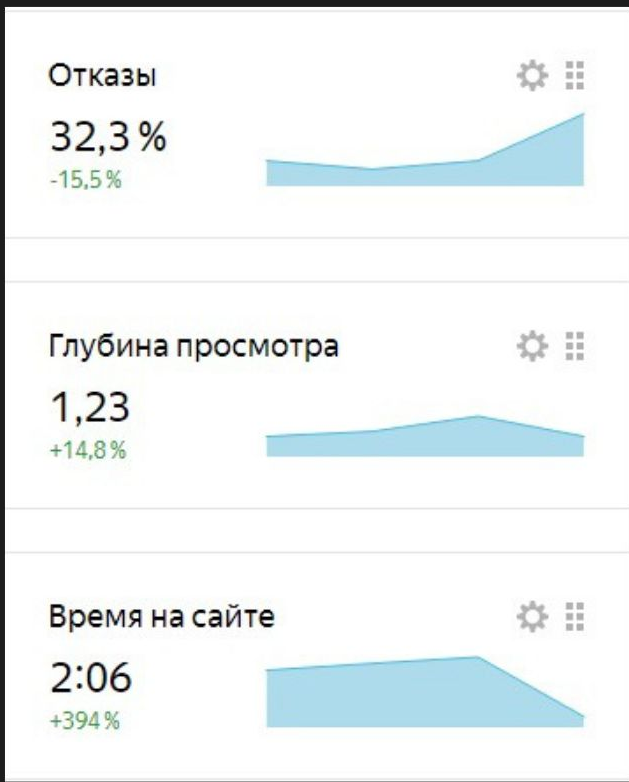 Отказы
32,3 %
-15,5 %
Глубина просмотра
1,23
+14,8 %
Время на сайте
2:06
+394 %